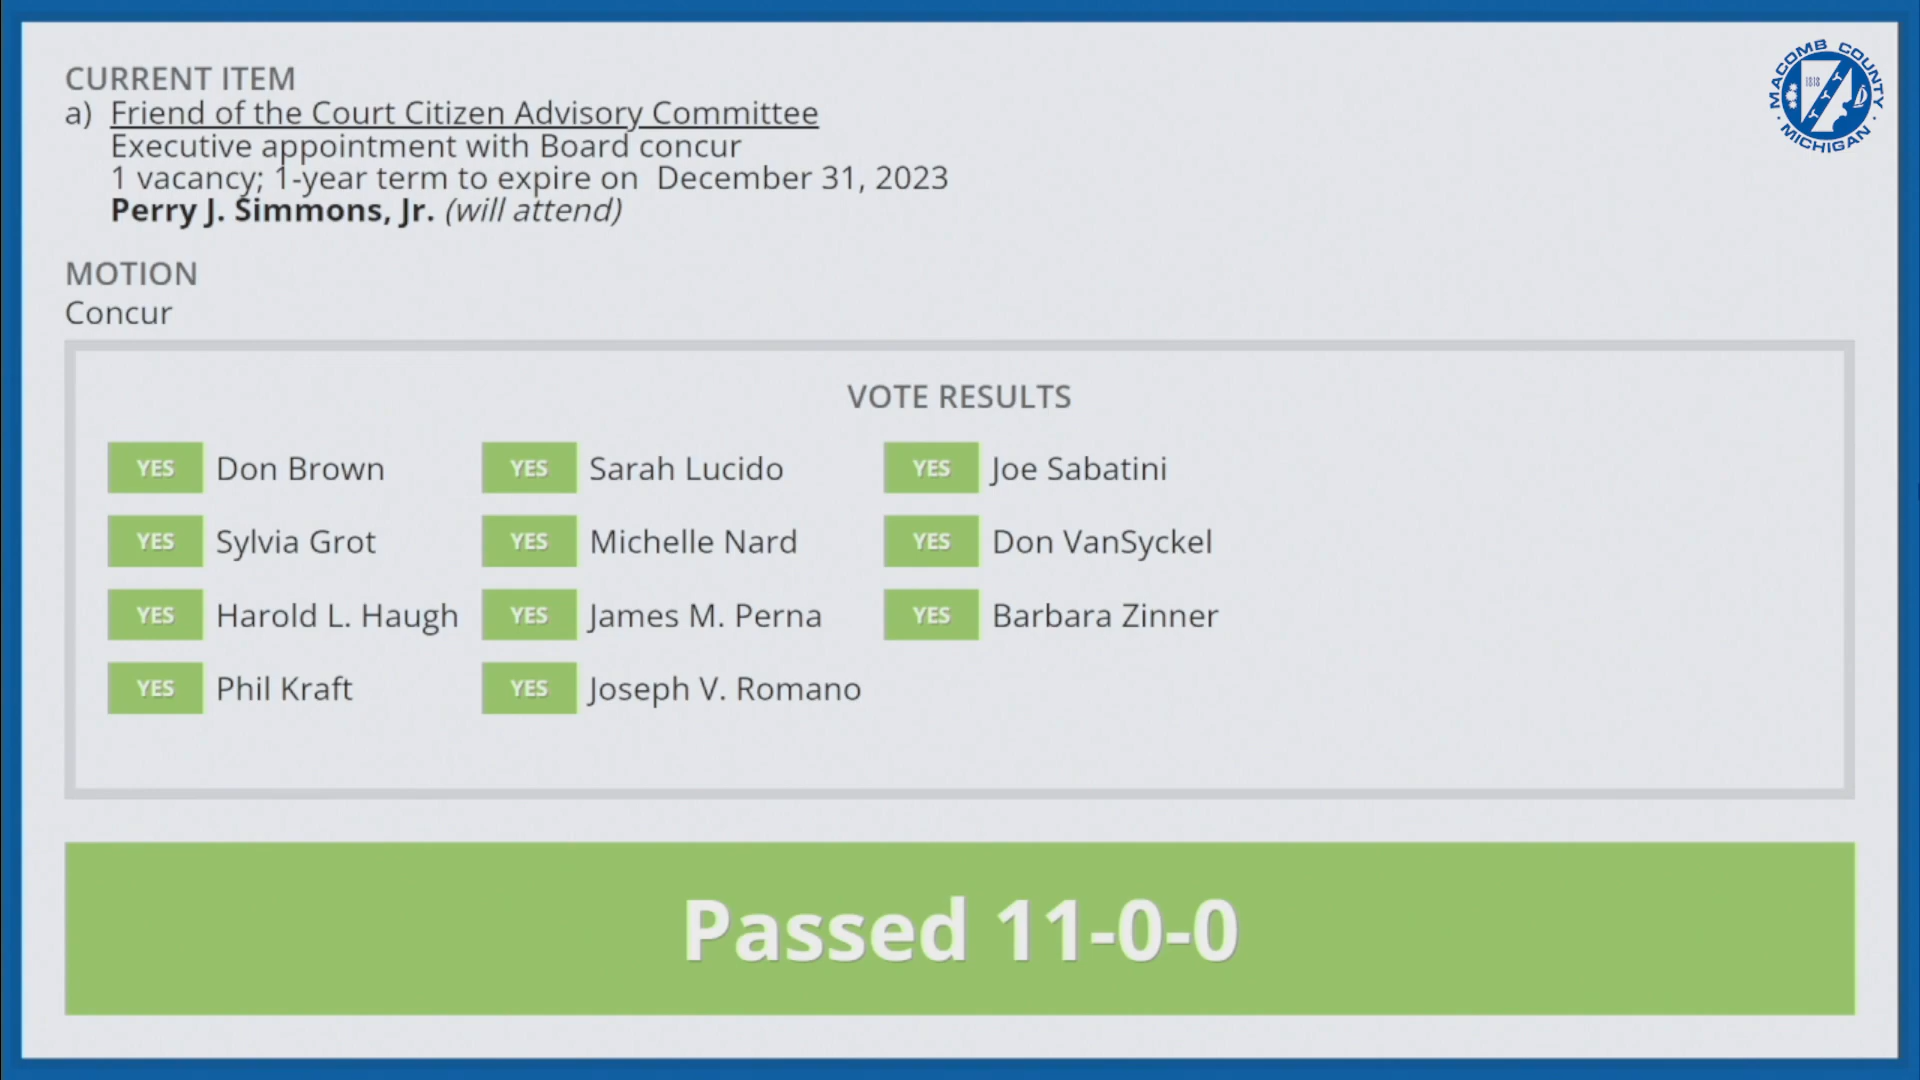 MACOMB COUNTY
1818
MICHIGAN
CURRENT ITEM
a) Friend of the Court Citizen Advisory Committee
Executive appointment with Board concur
1 vacancy; 1-year term to expire on December 31, 2023
Perry J. Simmons, Jr. (will attend)
MOTION
Concur
VOTE RESULTS
YES Don Brown
YES Sylvia Grot
YES Harold L. Haugh
YES Phil Kraft
YES Sarah Lucido
YES Michelle Nard
YES James M. Perna
YES Joseph V. Romano
YES Joe Sabatini
YES Don VanSyckel
YES Barbara Zinner
Passed 11-0-0